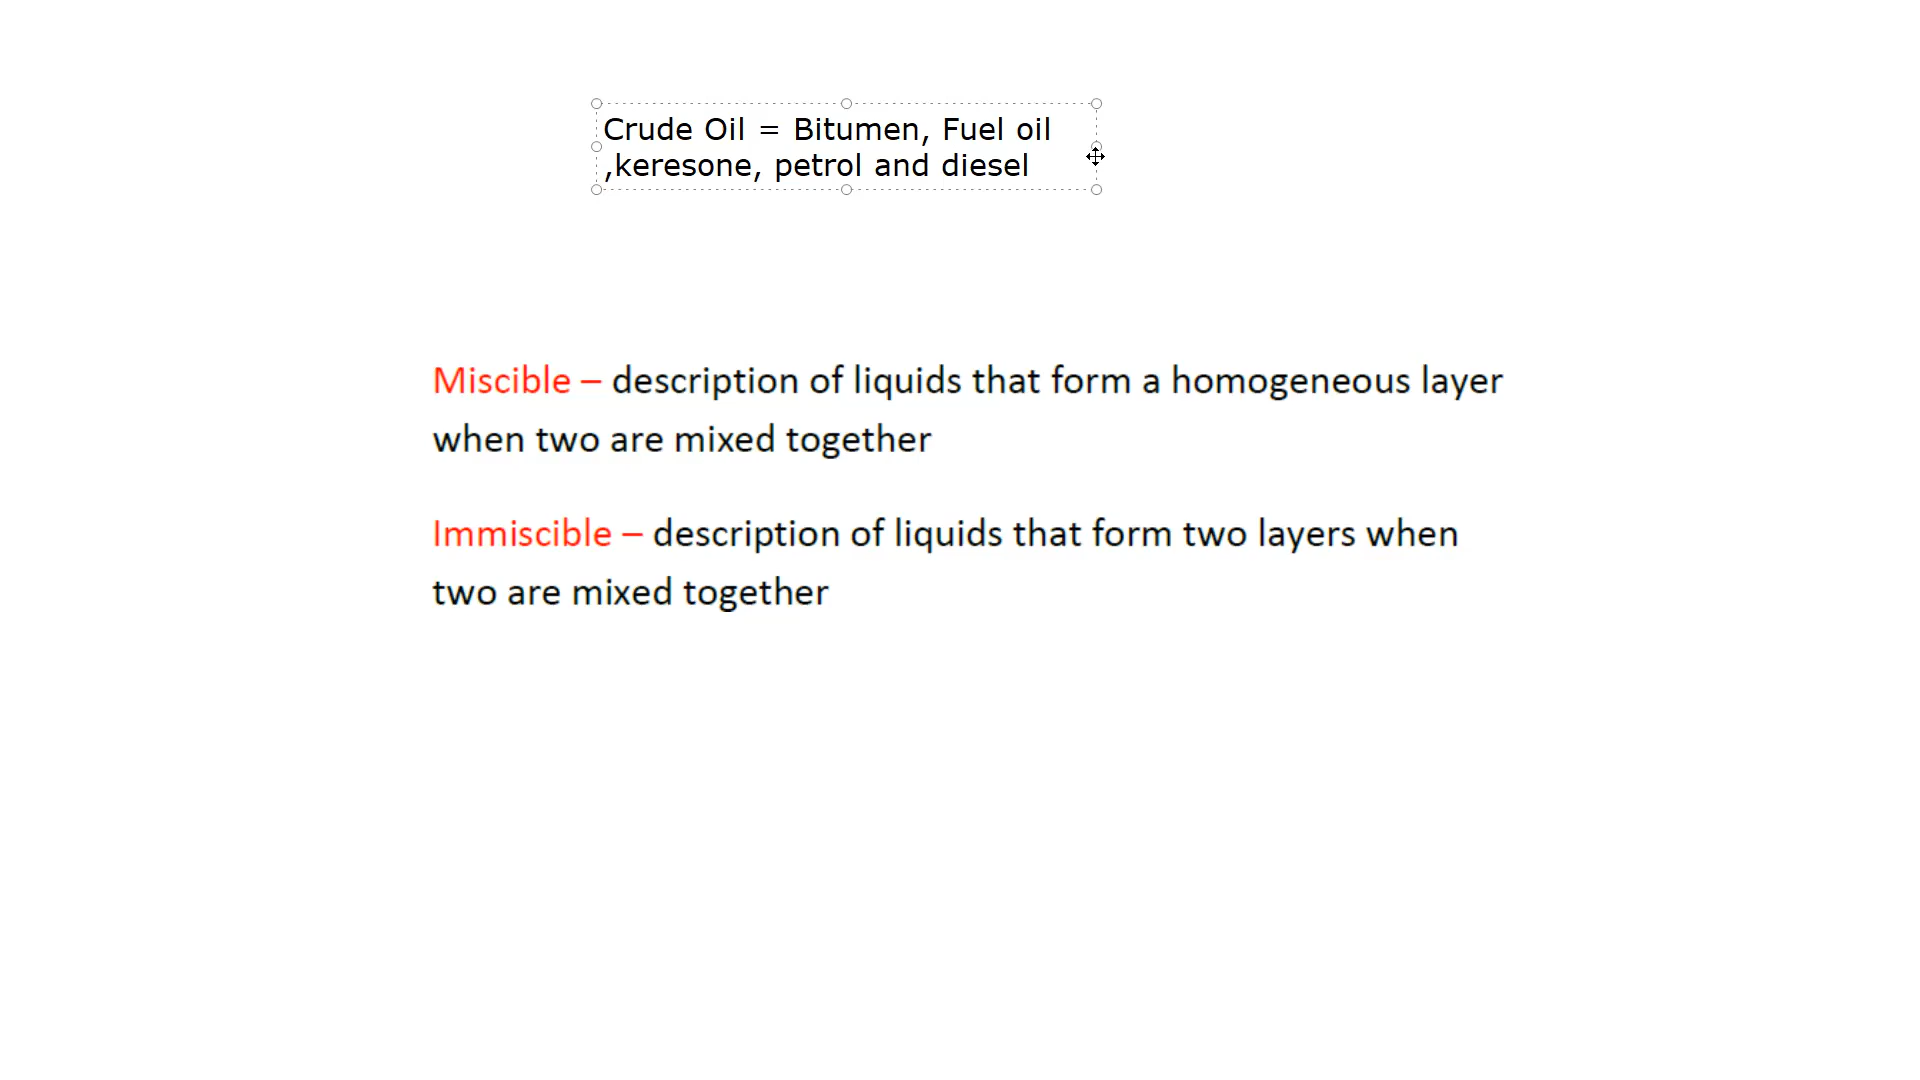 Crude Oil = Bitumen, Fuel oil
,keresone, petrol and diesel
Miscible – description of liquids that form a homogeneous layer
when two are mixed together
Immiscible – description of liquids that form two layers when
two are mixed together